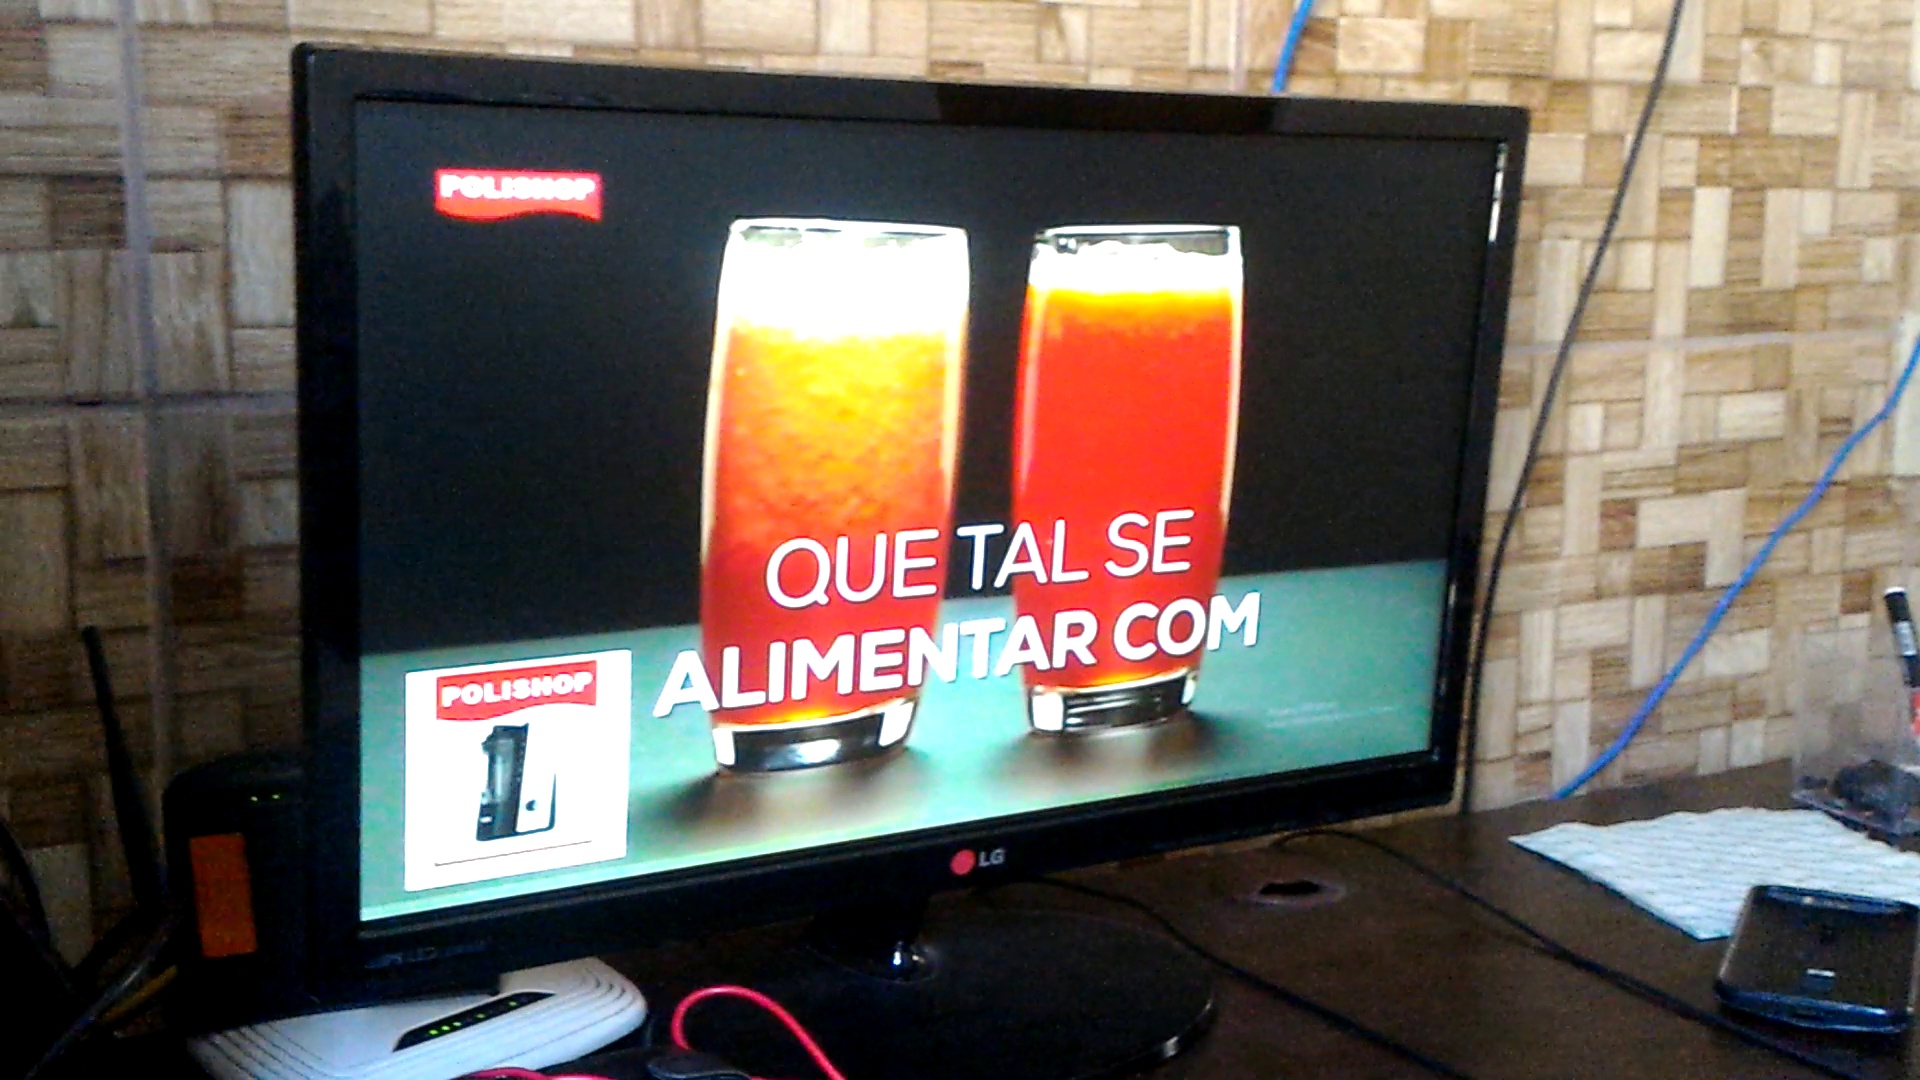 POLISHOP
QUE TAL SE
ALIMENTAR COM
POLISHOP
LG